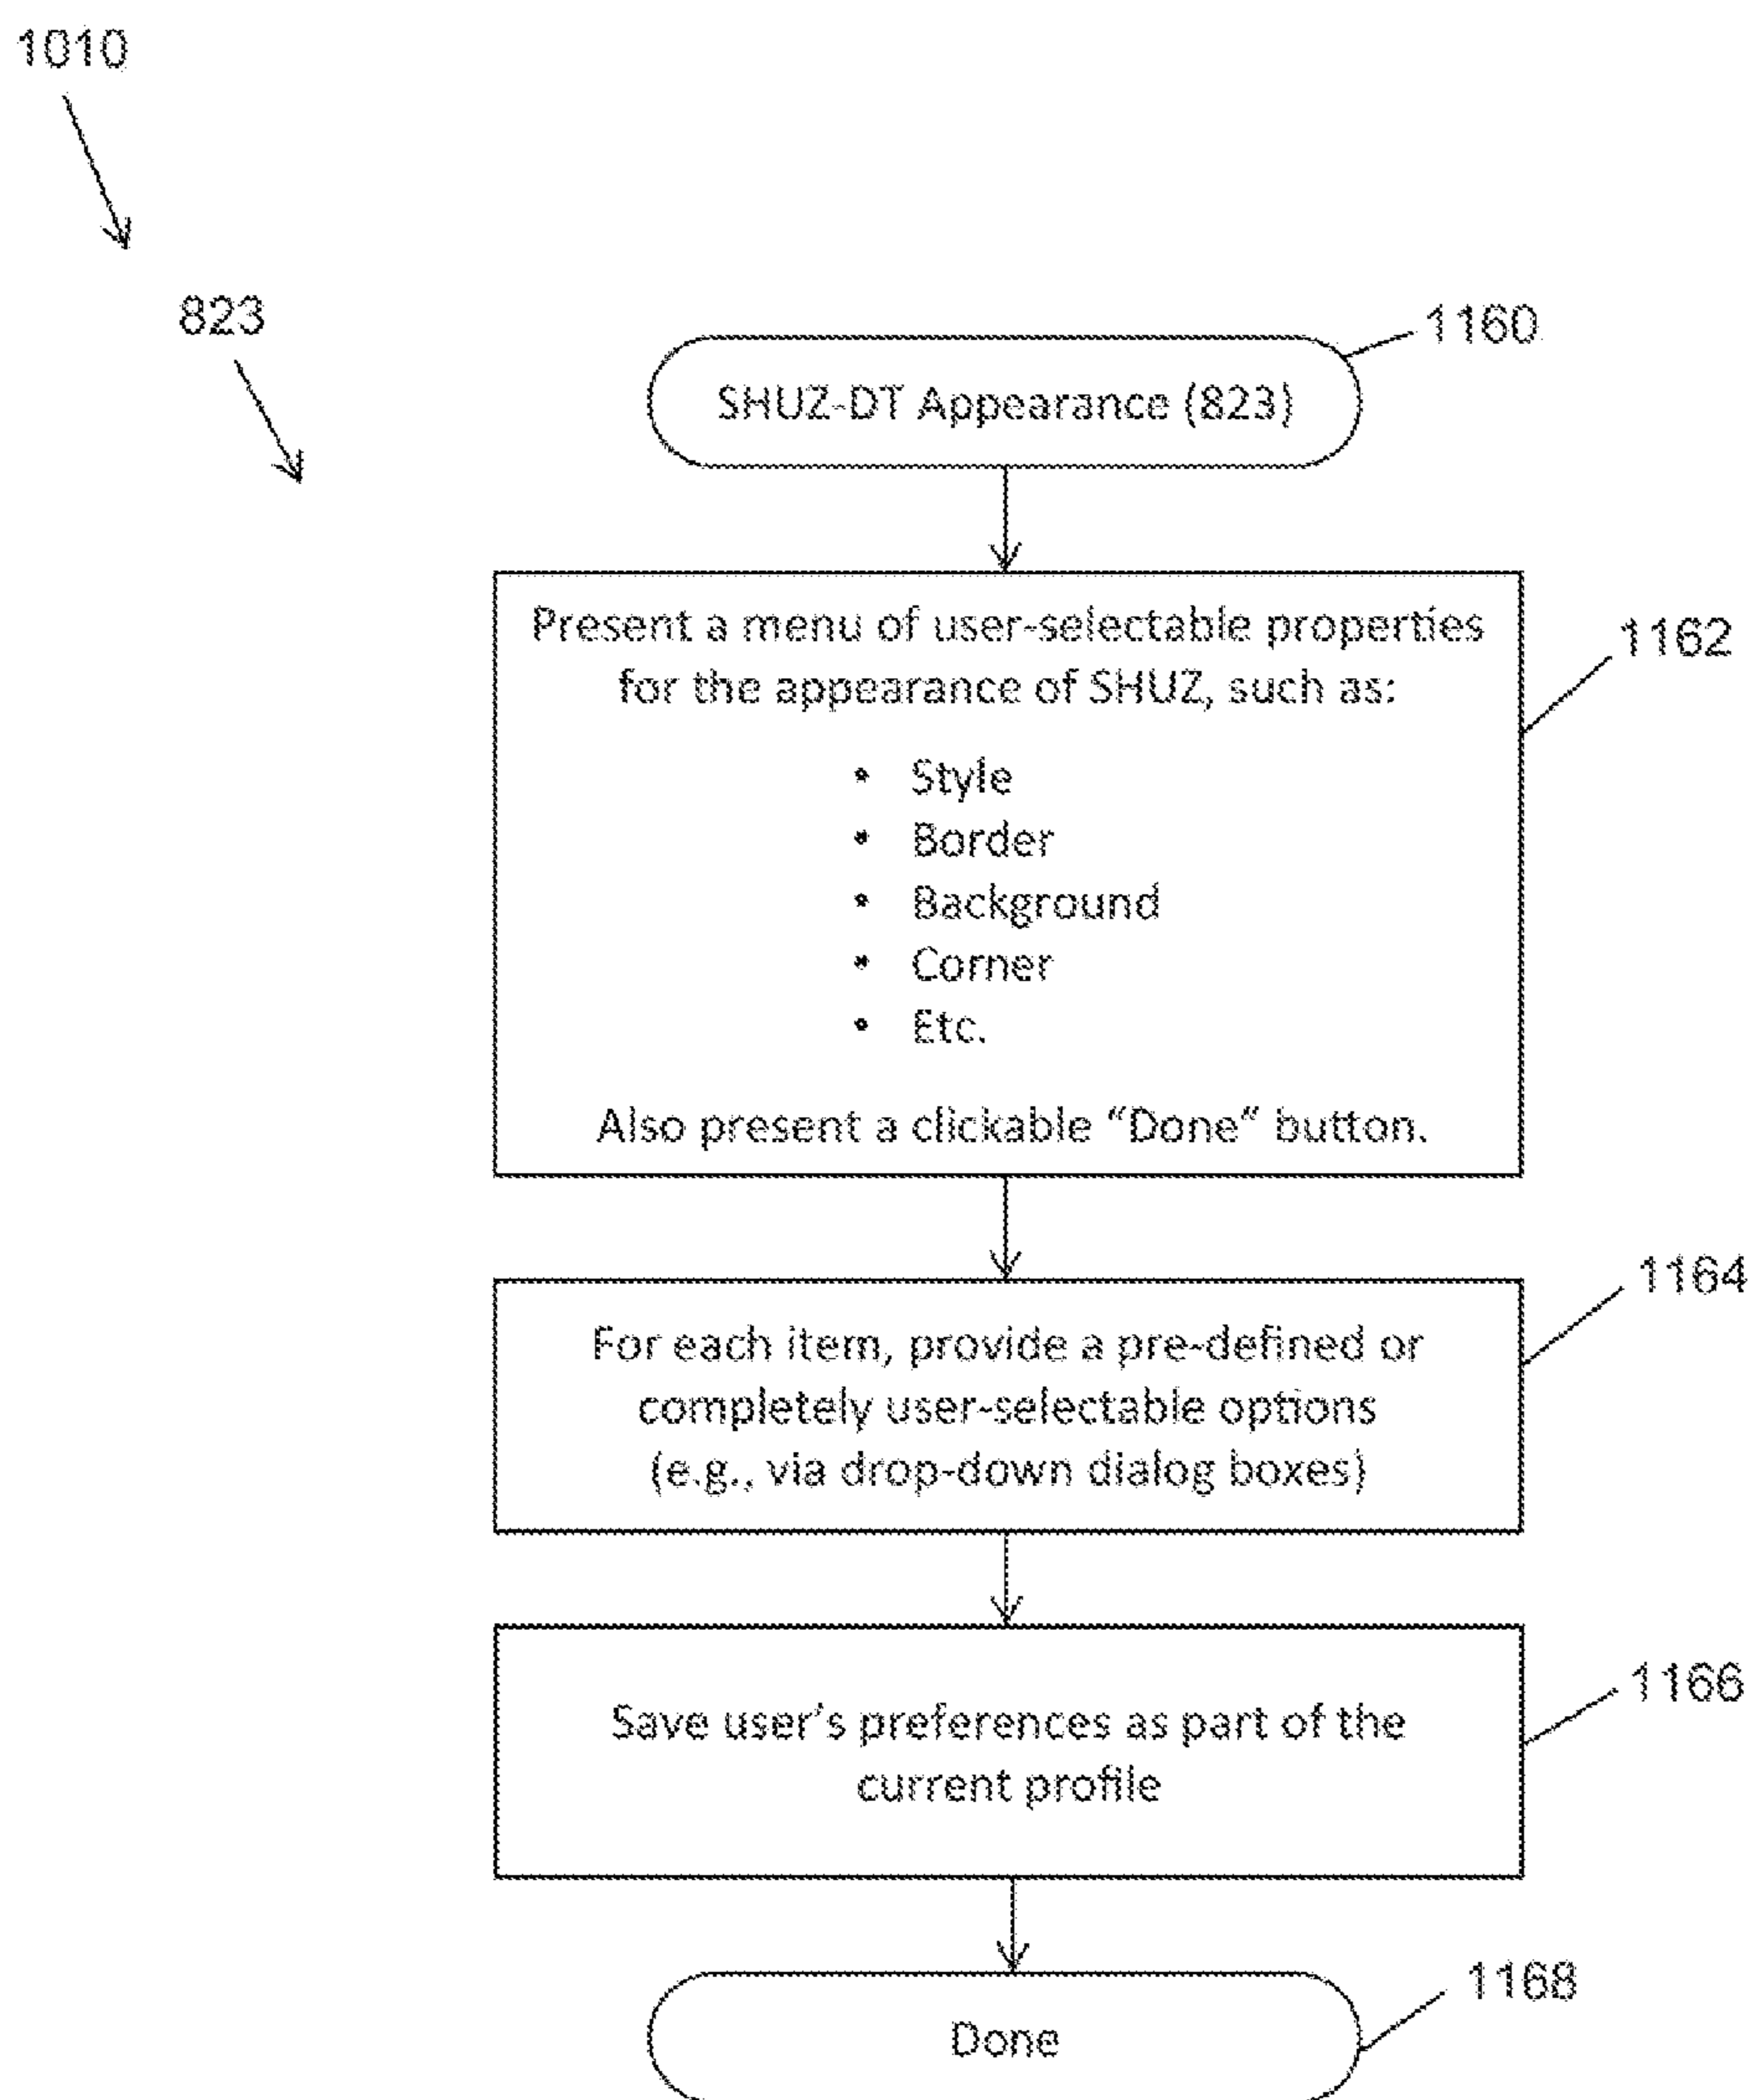 1010
823
1160
SHUZ-DT Appearance (823)
Present a menu of user-selectable properties
for the appearance of SHUZ, such as:
1162
• Style
• Border
• Background
• Corner
• Etc.
Also present a clickable “Done“ button.
1164
For each item, provide a pre-defined or
completely user-selectable options
(e.g., via drop-down dialog boxes)
1166
Save user’s preferences as part of the
current profile
1168
Done